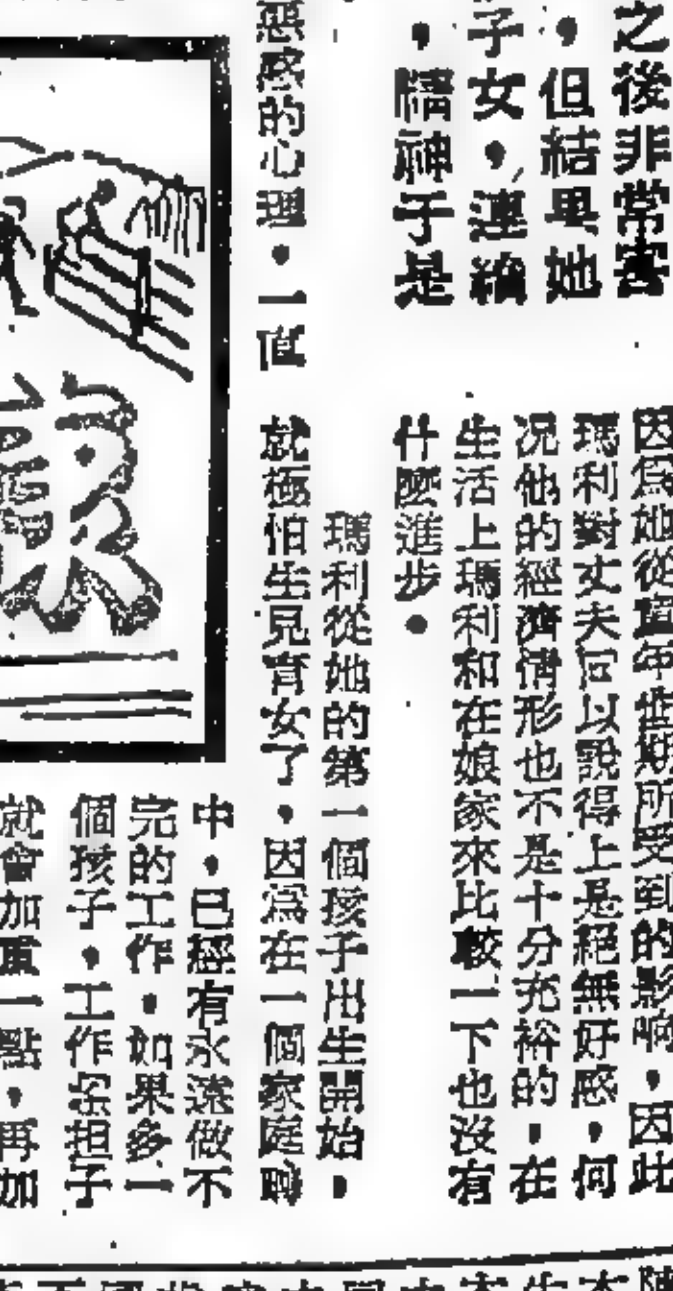 之後非常害
，但結果她
子女，連續
，精神于是
惡感的心理。一直
因爲她從童年時期所受到的影响，因此
瑪利對丈夫可以說得上是絕無好感，何
況他的經濟情形也不是十分充裕的，在
生活上瑪利和在娘家來比較一下也沒有
什麽進步。
瑪利從她的第一個孩子出生開始，
就極怕生兒育女了，因爲在一個家庭
中，已經有永遠做不
完的工作，如果多一
個孩子，工作担子
就會加重一點，再加
錄